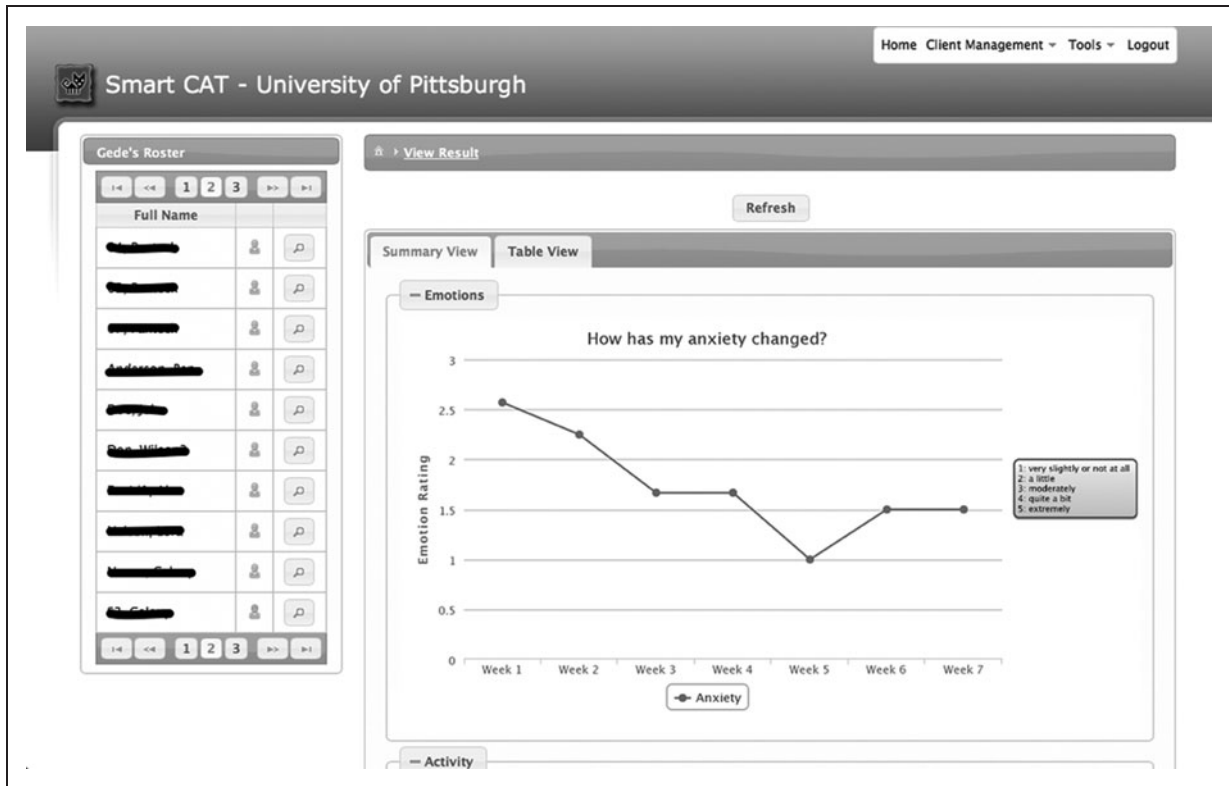 Home Client Management Tools Logout
Smart CAT - University of Pittsburgh
Gede's Roster
1 2 3
Full Name
1 2 3
View Result
Refresh
Summary View Table View
Emotions
How has my anxiety changed?
Emotion Rating
3
2.5
2
1.5
1
0.5
0
Week 1 Week 2 Week 3 Week 4 Week 5 Week 6 Week 7
Anxiety
1: very slightly or not at all
2: a little
3: moderately
4: quite a bit
5: extremely
Activity